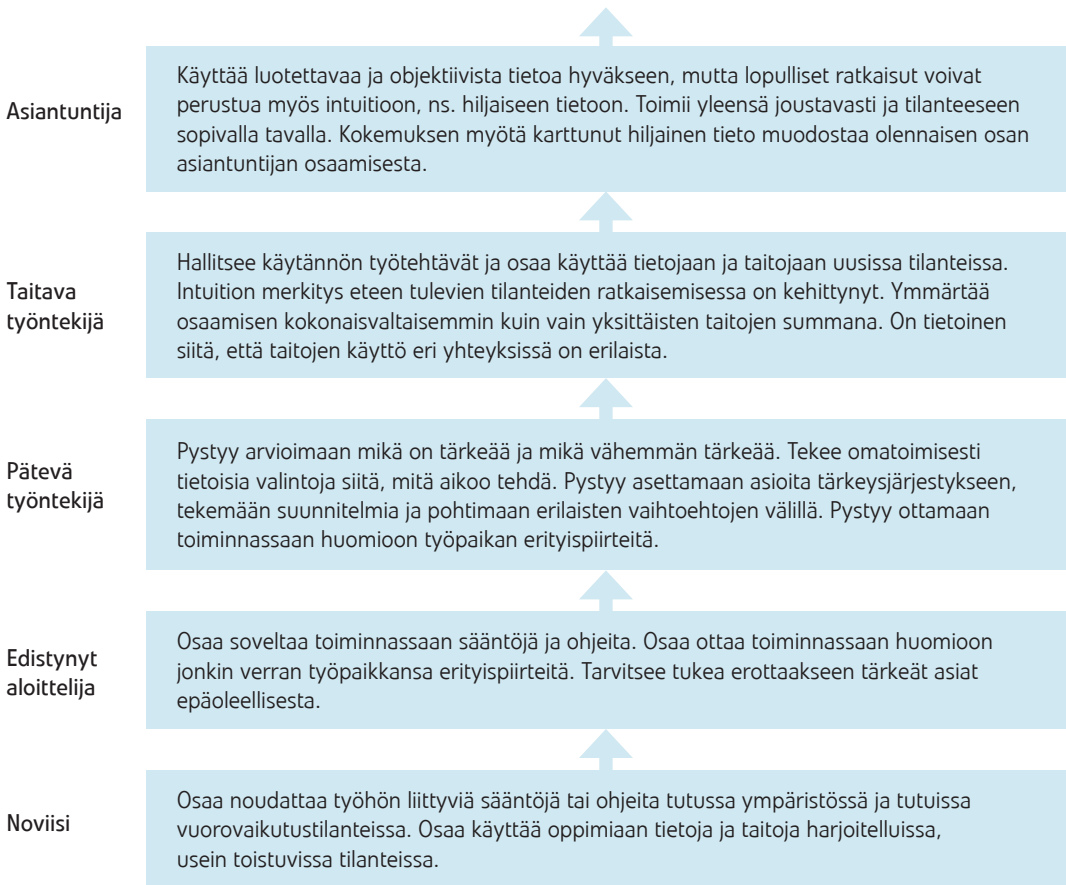 Asiantuntija
Käyttää luotettavaa ja objektiivista tietoa hyväkseen, mutta lopulliset ratkaisut voivat
perustua myös intuitioon, ns. hiljaiseen tietoon. Toimii yleensä joustavasti ja tilanteeseen
sopivalla tavalla. Kokemuksen myötä karttunut hiljainen tieto muodostaa olennaisen osan
asiantuntijan osaamisesta.
Taitava
työntekijä
Hallitsee käytännön työtehtävät ja osaa käyttää tietojaan ja taitojaan uusissa tilanteissa.
Intuition merkitys eteen tulevien tilanteiden ratkaisemisessa on kehittynyt. Ymmärtää
osaamisen kokonaisvaltaisemmin kuin vain yksittäisten taitojen summana. On tietoinen
siitä, että taitojen käyttö eri yhteyksissä on erilaista.
Pätevä
työntekijä
Pystyy arvioimaan mikä on tärkeää ja mikä vähemmän tärkeää. Tekee omatoimisesti
tietoisia valintoja siitä, mitä aikoo tehdä. Pystyy asettamaan asioita tärkeysjärjestykseen,
tekemään suunnitelmia ja pohtimaan erilaisten vaihtoehtojen välillä. Pystyy ottamaan
toiminnassaan huomioon työpaikan erityispiirteitä.
Edistynyt
aloittelija
Osaa soveltaa toiminnassaan sääntöjä ja ohjeita. Osaa ottaa toiminnassaan huomioon
jonkin verran työpaikkansa erityispiirteitä. Tarvitsee tukea erottaakseen tärkeät asiat
epäoleellisesta.
Noviisi
Osaa noudattaa työhön liittyviä sääntöjä tai ohjeita tutussa ympäristössä ja tutuissa
vuorovaikutustilanteissa. Osaa käyttää oppimiaan tietoja ja taitoja harjoitelluissa,
usein toistuvissa tilanteissa.